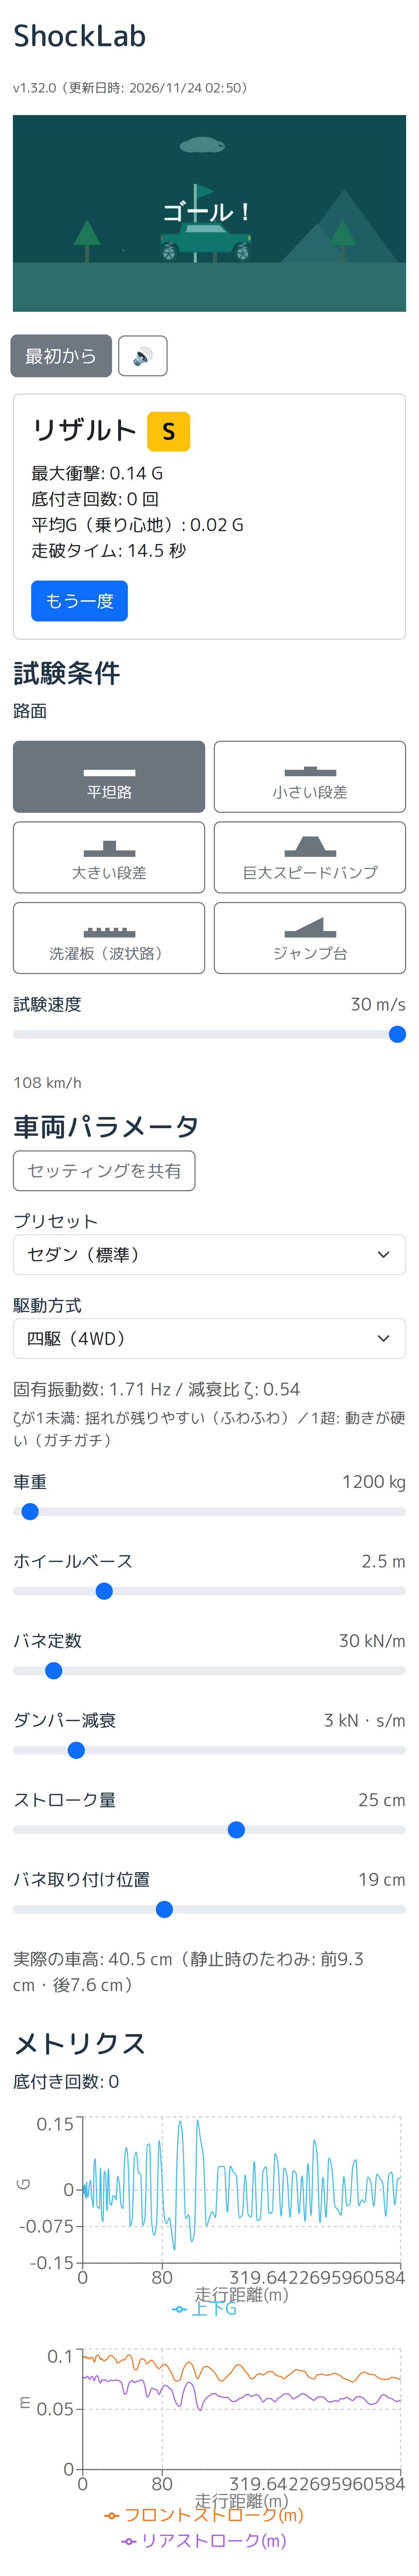 ShockLab
v1.32.0（更新日時: 2026/11/24 02:50）
ゴール！
最初から
リザルト S
最大衝撃: 0.14 G
底付き回数: 0 回
平均G（乗り心地）: 0.02 G
走破タイム: 14.5 秒
もう一度
試験条件
路面
平坦路 小さい段差
大きい段差 巨大スピードバンプ
洗濯板（波状路） ジャンプ台
試験速度 30 m/s
108 km/h
車両パラメータ
セッティングを共有
プリセット
セダン（標準）
駆動方式
四駆（4WD）
固有振動数: 1.71 Hz / 減衰比 ζ: 0.54
ζが1未満: 揺れが残りやすい（ふわふわ）／1超: 動きが硬
い（ガチガチ）
車重 1200 kg
ホイールベース 2.5 m
バネ定数 30 kN/m
ダンパー減衰 3 kN・s/m
ストローク量 25 cm
バネ取り付け位置 19 cm
実際の車高: 40.5 cm（静止時のたわみ: 前9.3
cm・後7.6 cm）
メトリクス
底付き回数: 0
0.15
G
0
-0.075
-0.15
0 80 319.6422695960584
走行距離(m)
上下G
0.1
m
0.05
0
0 80 319.6422695960584
走行距離(m)
フロントストローク(m)
リアストローク(m)